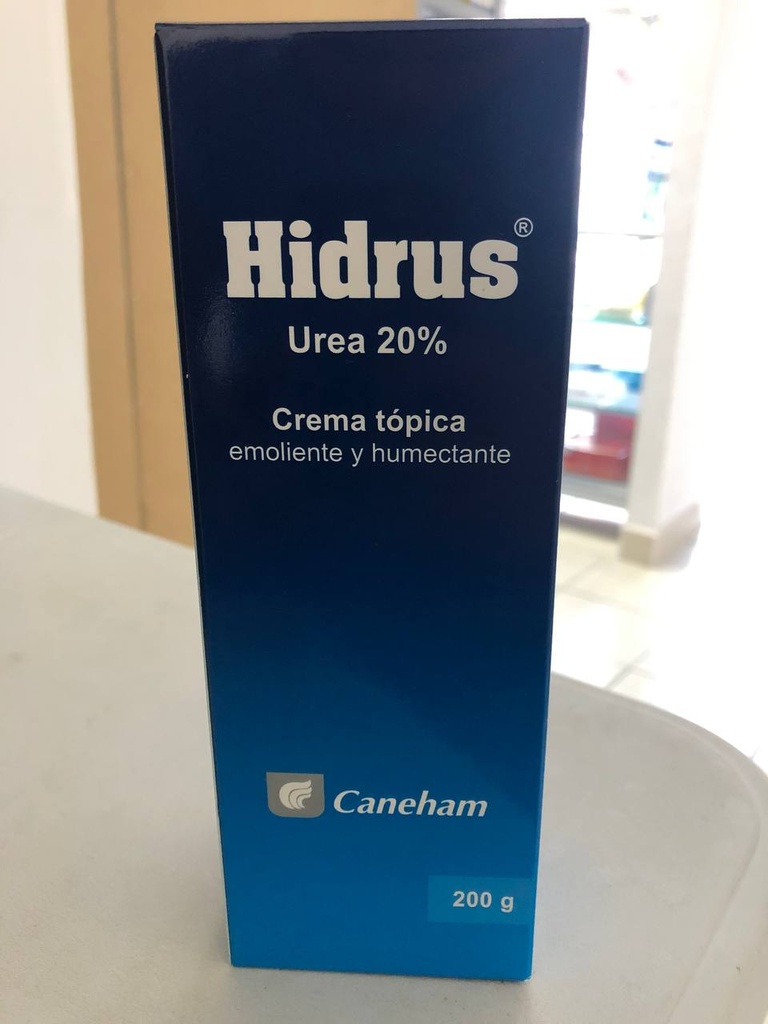 Hidrus®
Urea 20%
Crema tópica
emoliente y humectante
Caneham
200 g